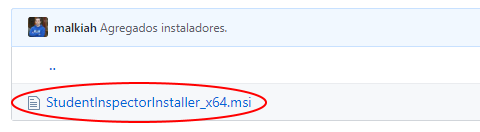 malkiah Agregados instaladores.
..
StudentInspectorInstaller_x64.msi